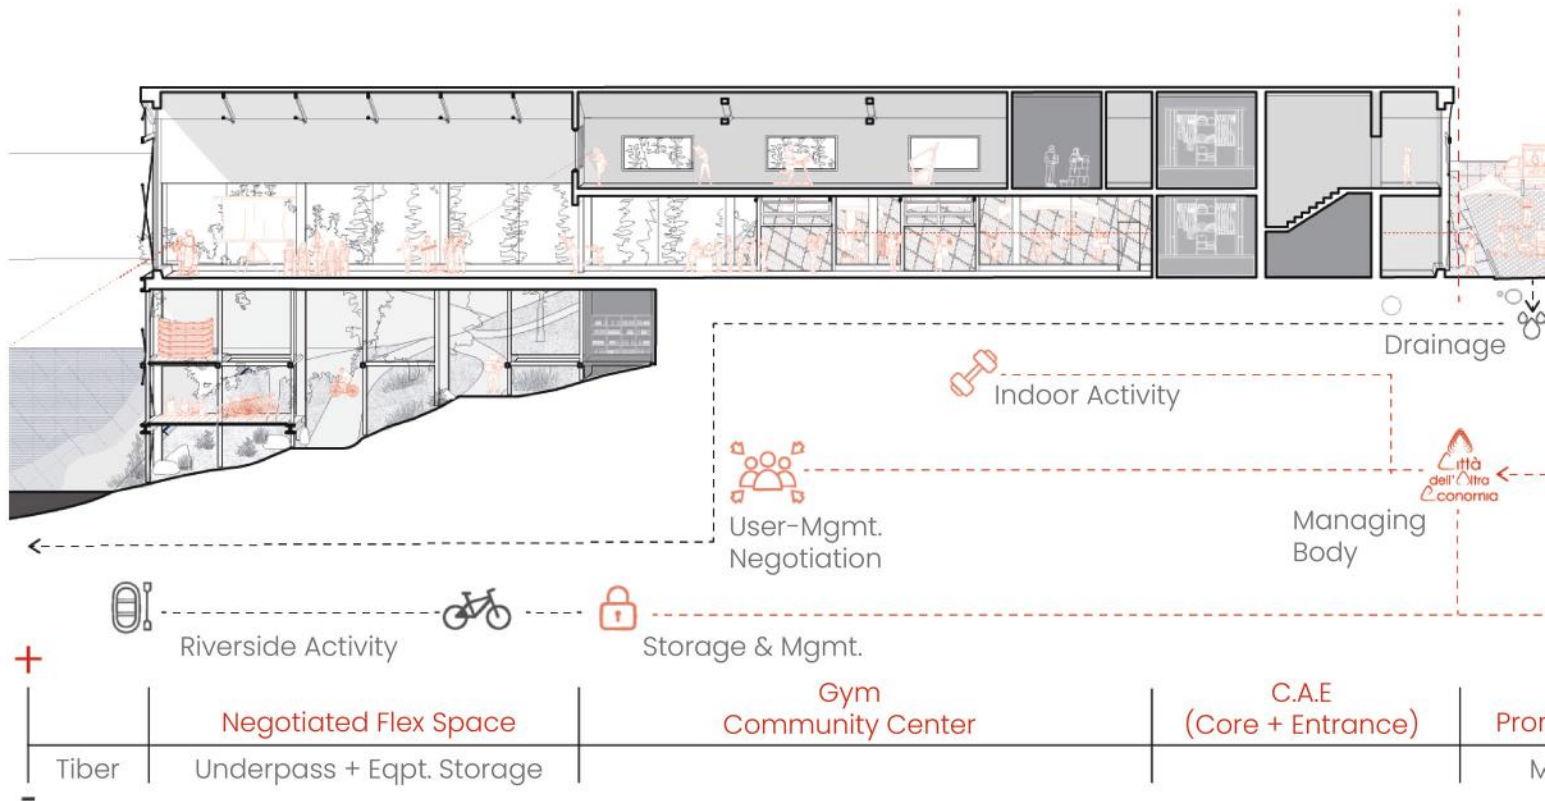 Drainage
Indoor Activity
Città
dell'Altra
Economia
User-Mgmt.
Negotiation
Managing
Body
Riverside Activity
Storage & Mgmt.
+
Negotiated Flex Space
Gym
Community Center
C.A.E
(Core + Entrance)
Pror
Tiber
Underpass + Eqpt. Storage
M
-